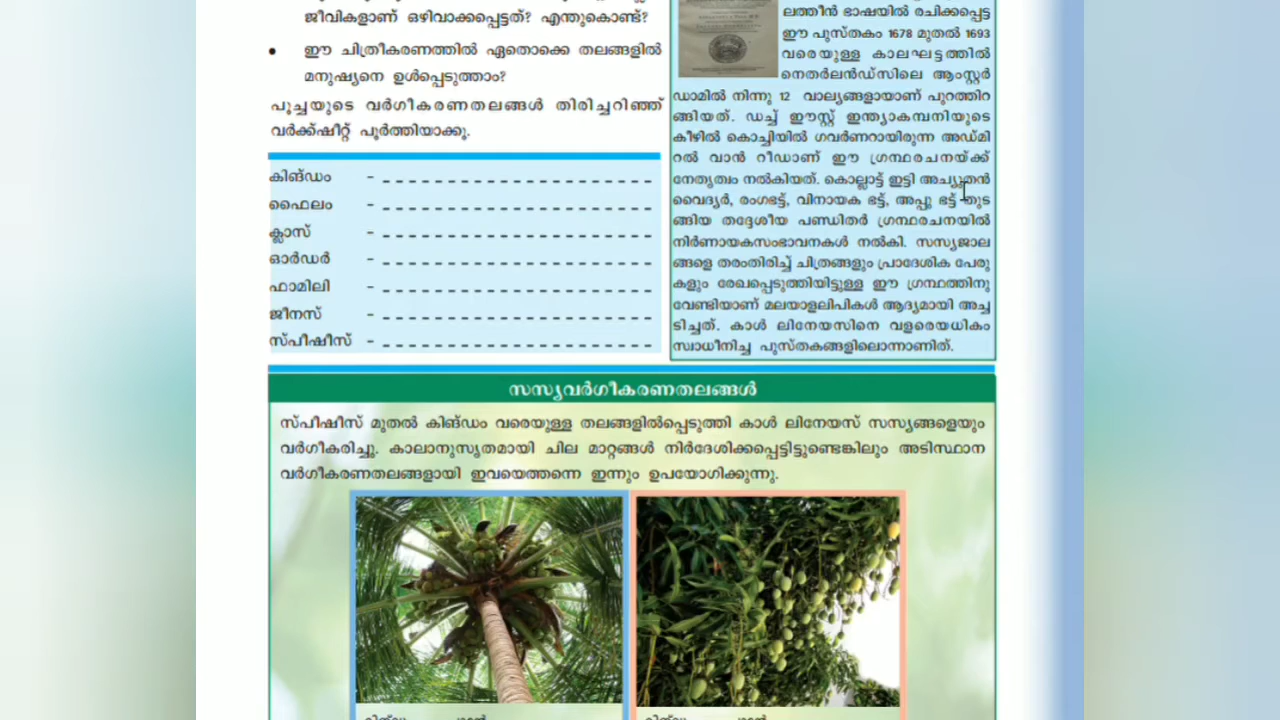 ജീവികളാണ് ഒഴിവാക്കപ്പെട്ടത്? എന്തുകൊണ്ട്?
• ഈ ചിത്രീകരണത്തിൽ ഏതൊക്കെ തലങ്ങളിൽ
മനുഷ്യനെ ഉൾപ്പെടുത്താം?
പൂച്ചയുടെ വർഗീകരണതലങ്ങൾ തിരിച്ചറിഞ്ഞ്
വർക്ക്ഷീറ്റ് പൂർത്തിയാക്കൂ.
കിങ്ഡം -
ഫൈലം -
ക്ലാസ് -
ഓർഡർ -
ഫാമിലി -
ജീനസ് -
സ്പീഷീസ് -
ലത്തീൻ ഭാഷയിൽ രചിക്കപ്പെട്ട
ഈ പുസ്തകം 1678 മുതൽ 1693
വരെയുള്ള കാലഘട്ടത്തിൽ
നെതർലൻഡ്സിലെ ആംസ്റ്റർ
ഡാമിൽ നിന്നു 12 വാല്യങ്ങളായാണ് പുറത്തിറ
ങ്ങിയത്. ഡച്ച് ഈസ്റ്റ് ഇന്ത്യാകമ്പനിയുടെ
കീഴിൽ കൊച്ചിയിൽ ഗവർണറായിരുന്ന അഡ്മി
റൽ വാൻ റീഡാണ് ഈ ഗ്രന്ഥരചനയ്ക്ക്
നേതൃത്വം നൽകിയത്. കൊല്ലാട്ട് ഇട്ടി അച്യുതൻ
വൈദ്യർ, രംഗഭട്ട്, വിനായക ഭട്ട്, അപ്പു ഭട്ട് തുട
ങ്ങിയ തദ്ദേശീയ പണ്ഡിതർ ഗ്രന്ഥരചനയിൽ
നിർണായകസംഭാവനകൾ നൽകി. സസ്യജാല
ങ്ങളെ തരംതിരിച്ച് ചിത്രങ്ങളും പ്രാദേശിക പേരു
കളും രേഖപ്പെടുത്തിയിട്ടുള്ള ഈ ഗ്രന്ഥത്തിനു
വേണ്ടിയാണ് മലയാളലിപികൾ ആദ്യമായി അച്ച
ടിച്ചത്. കാൾ ലിനേയസിനെ വളരെയധികം
സ്വാധീനിച്ച പുസ്തകങ്ങളിലൊന്നാണിത്.
സസ്യവർഗീകരണതലങ്ങൾ
സ്പീഷീസ് മുതൽ കിങ്ഡം വരെയുള്ള തലങ്ങളിൽപ്പെടുത്തി കാൾ ലിനേയസ് സസ്യങ്ങളെയും
വർഗീകരിച്ചു. കാലാനുസൃതമായി ചില മാറ്റങ്ങൾ നിർദേശിക്കപ്പെട്ടിട്ടുണ്ടെങ്കിലും അടിസ്ഥാന
വർഗീകരണതലങ്ങളായി ഇവയെത്തന്നെ ഇന്നും ഉപയോഗിക്കുന്നു.